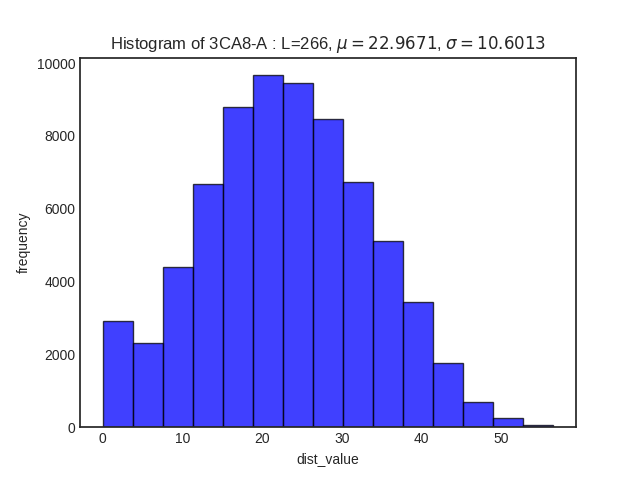 Histogram of 3CA8-A : L=266, μ = 22.9671, σ = 10.6013
10000
8000
6000
4000
2000
0
frequency
0 10 20 30 40 50
dist_value